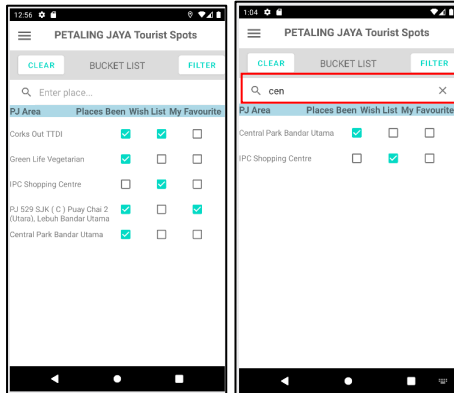 12:56
PETALING JAYA Tourist Spots
CLEAR BUCKET LIST FILTER
Enter place...
PJ Area Places Been Wish List My Favourite
Corks Out TTDI
Green Life Vegetarian
IPC Shopping Centre
PJ 529 SJK ( C ) Puay Chai 2
(Utara), Lebuh Bandar Utama
Central Park Bandar Utama
1:04
PETALING JAYA Tourist Spots
CLEAR BUCKET LIST FILTER
cen
PJ Area Places Been Wish List My Favourite
Central Park Bandar Utama
IPC Shopping Centre